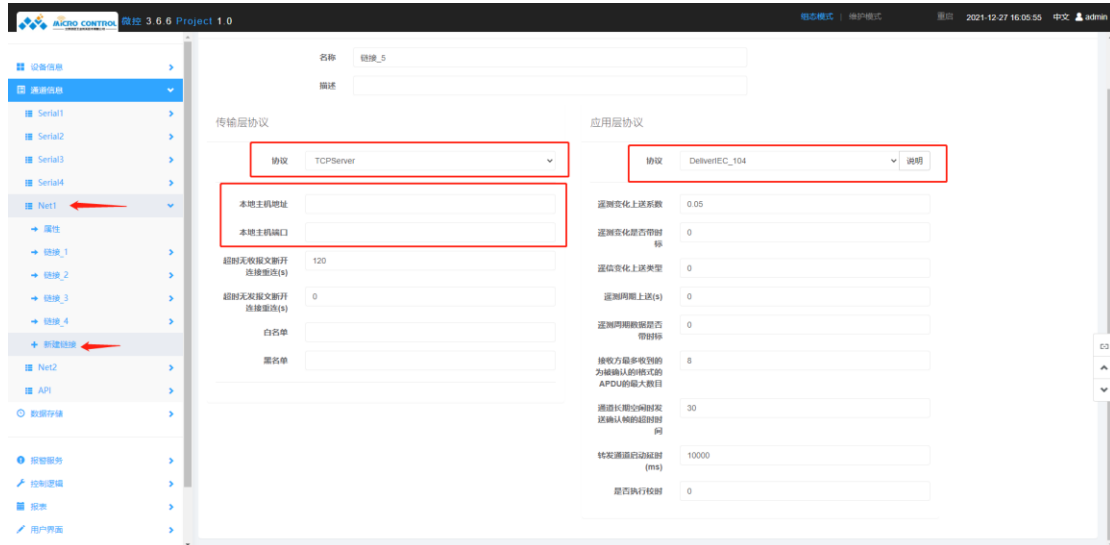 MICRO CONTROL 微控 3.6.6 Project 1.0
组态模式 | 维护模式 重启 2021-12-27 16:05:55 中文 admin
设备信息
通道信息
Serial1
Serial2
Serial3
Serial4
Net1
属性
链接_1
链接_2
链接_3
链接_4
新建链接
Net2
API
数据存储
报警服务
控制逻辑
报表
用户界面
名称 链接_5
描述
传输层协议
协议 TCPServer
本地主机地址
本地主机端口
超时无收报文断开
连接重连(s) 120
超时无发报文断开
连接重连(s) 0
白名单
黑名单
应用层协议
协议 DeliverIEC_104 说明
遥测变化上送系数 0.05
遥测变化是否带时
标 0
遥信变化上送类型 0
遥测周期上送(s) 0
遥测周期数据是否
带时标 0
接收方最多收到的
为被确认的I格式的
APDU的最大数目 8
通道长期空闲时发
送确认帧的超时时
间 30
转发通道启动延时
(ms) 10000
是否执行校时 0